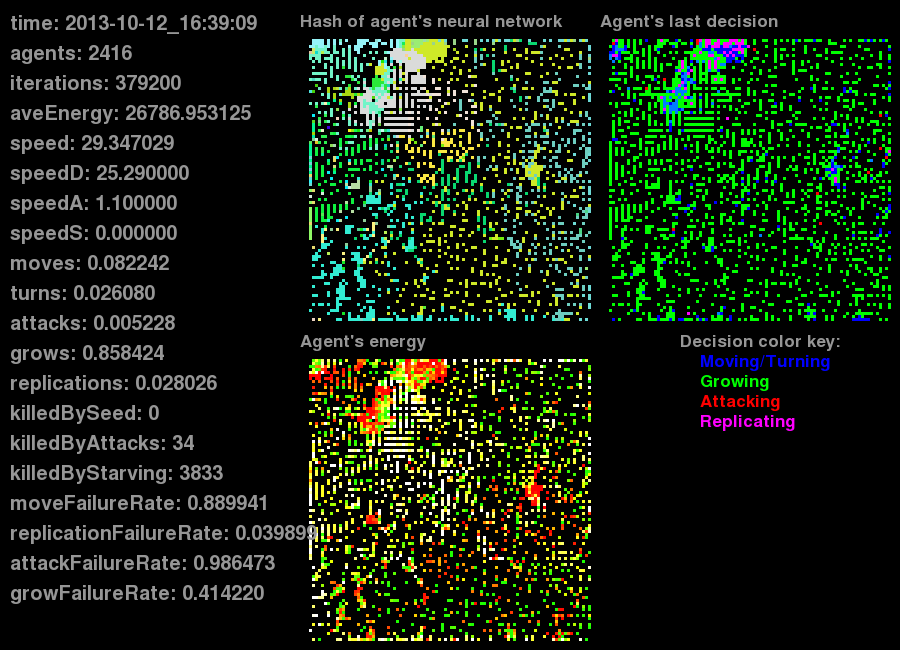 time: 2013-10-12_16:39:09
agents: 2416
iterations: 379200
aveEnergy: 26786.953125
speed: 29.347029
speedD: 25.290000
speedA: 1.100000
speedS: 0.000000
moves: 0.082242
turns: 0.026080
attacks: 0.005228
grows: 0.858424
replications: 0.028026
killedBySeed: 0
killedByAttacks: 34
killedByStarving: 3833
moveFailureRate: 0.889941
replicationFailureRate: 0.039899
attackFailureRate: 0.986473
growFailureRate: 0.414220
Hash of agent's neural network
Agent's last decision
Agent's energy
Decision color key:
Moving/Turning
Growing
Attacking
Replicating